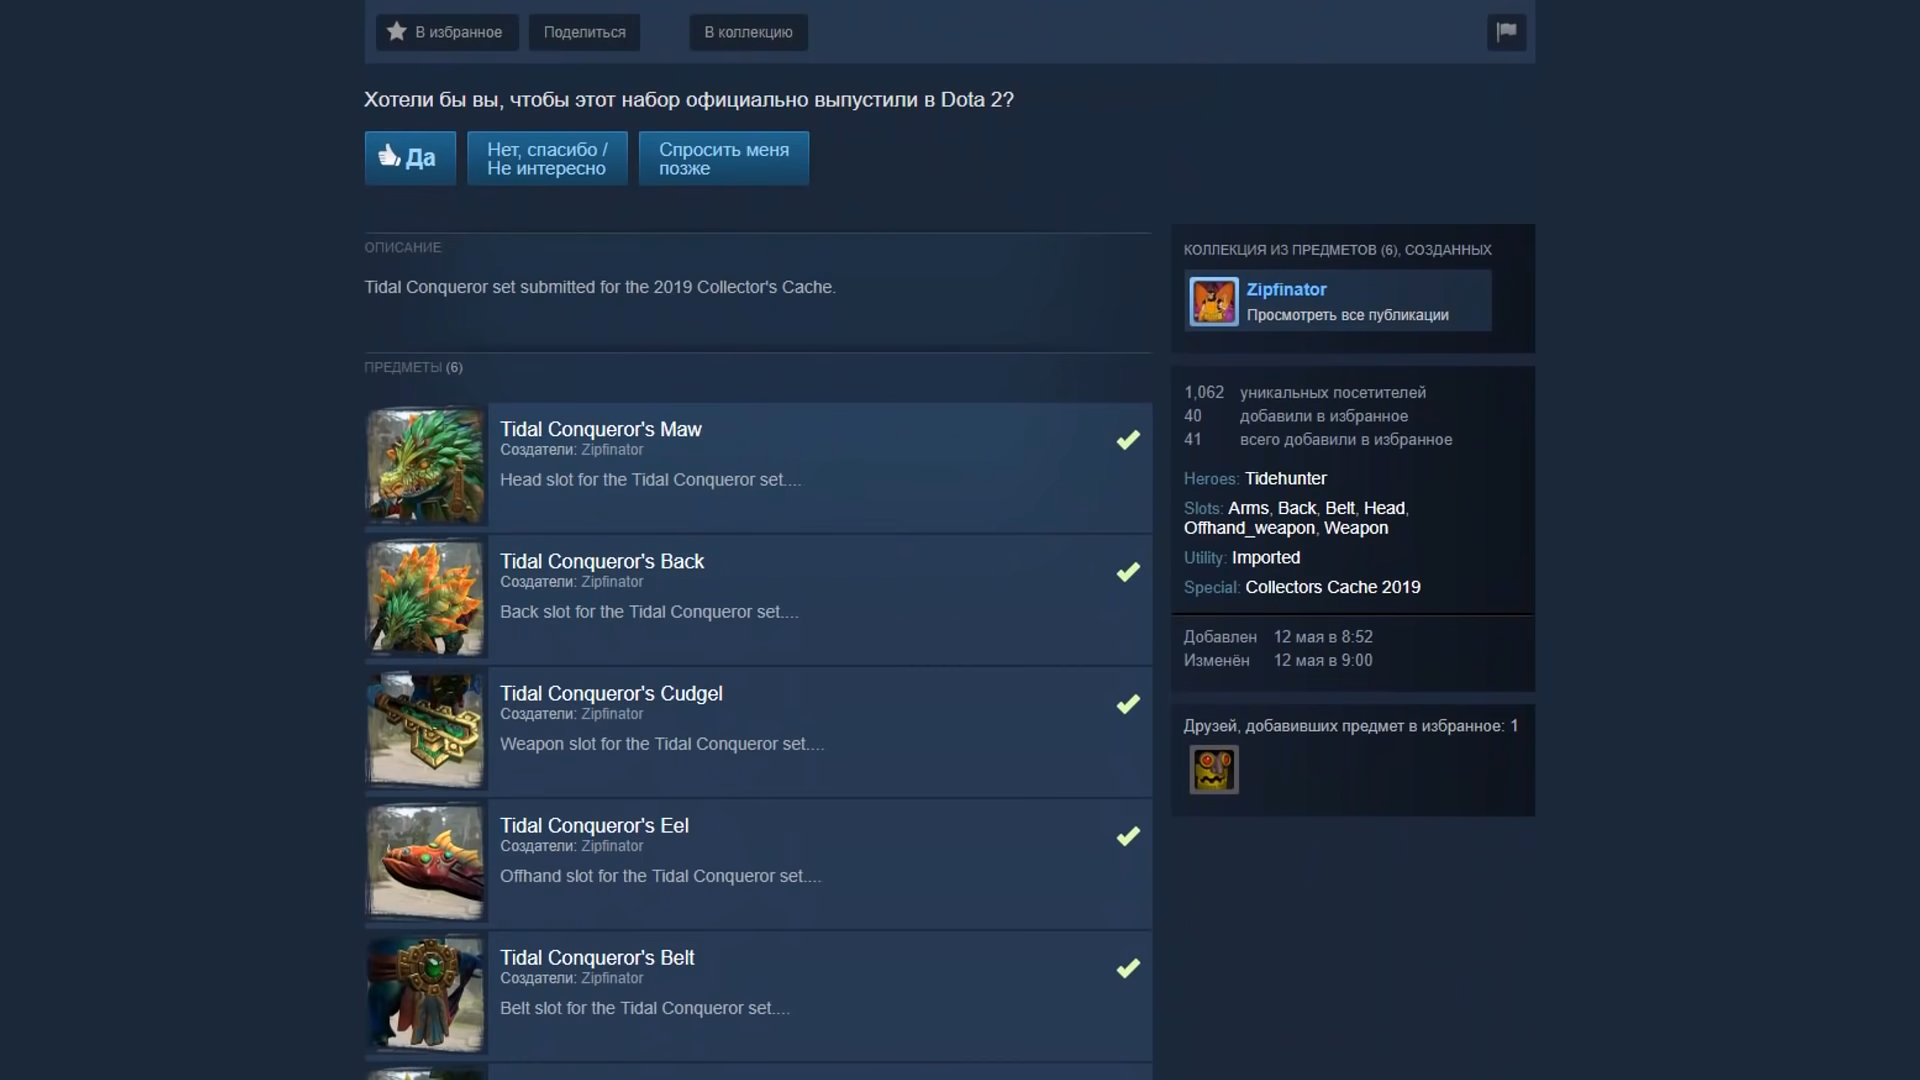 В избранное
Поделиться
В коллекцию
Хотели бы вы, чтобы этот набор официально выпустили в Dota 2?
Да
Нет, спасибо /
Не интересно
Спросить меня
позже
ОПИСАНИЕ
Tidal Conqueror set submitted for the 2019 Collector's Cache.
ПРЕДМЕТЫ (6)
Tidal Conqueror's Maw
Создатели: Zipfinator
Head slot for the Tidal Conqueror set....
Tidal Conqueror's Back
Создатели: Zipfinator
Back slot for the Tidal Conqueror set....
Tidal Conqueror's Cudgel
Создатели: Zipfinator
Weapon slot for the Tidal Conqueror set....
Tidal Conqueror's Eel
Создатели: Zipfinator
Offhand slot for the Tidal Conqueror set....
Tidal Conqueror's Belt
Создатели: Zipfinator
Belt slot for the Tidal Conqueror set....
КОЛЛЕКЦИЯ ИЗ ПРЕДМЕТОВ (6), СОЗДАННЫХ
Zipfinator
Просмотреть все публикации
1,062 уникальных посетителей
40 добавили в избранное
41 всего добавили в избранное
Heroes: Tidehunter
Slots: Arms, Back, Belt, Head,
Offhand_weapon, Weapon
Utility: Imported
Special: Collectors Cache 2019
Добавлен 12 мая в 8:52
Изменён 12 мая в 9:00
Друзей, добавивших предмет в избранное: 1